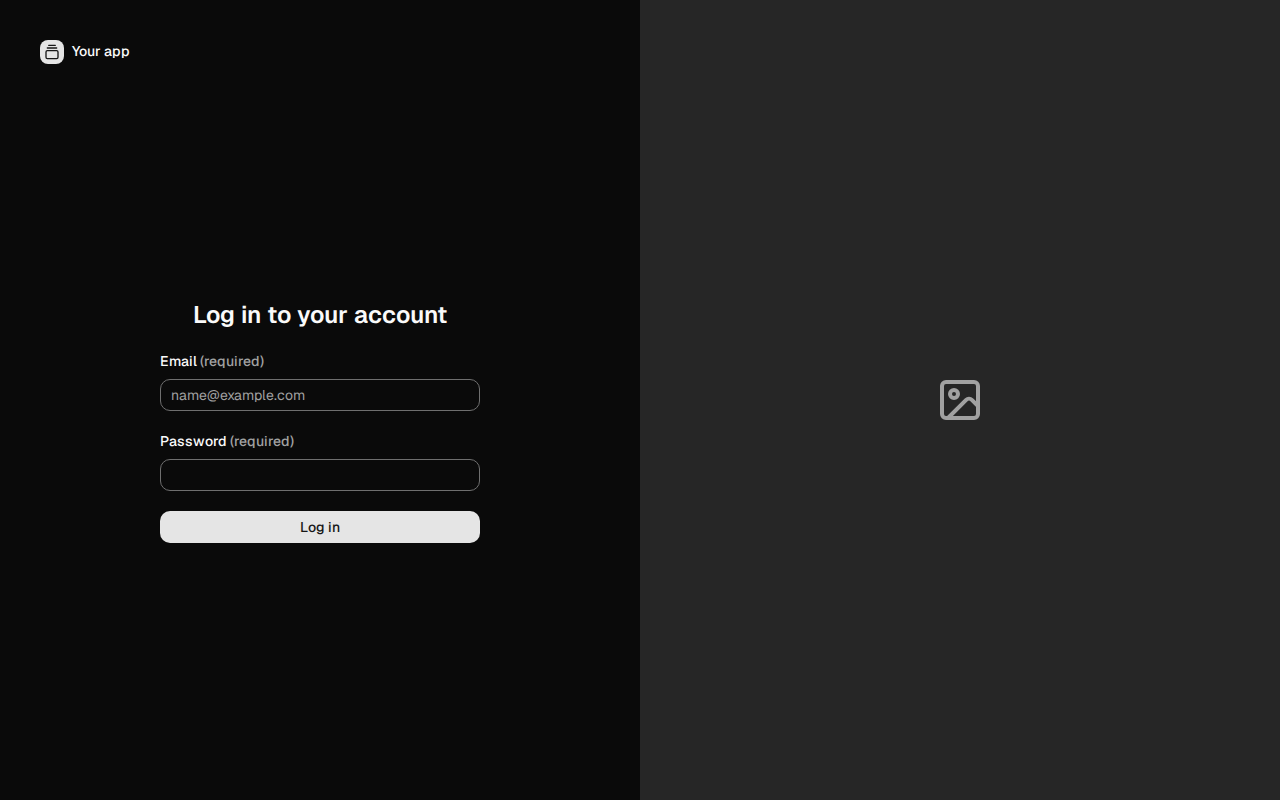 Your app
Log in to your account
Email (required)
name@example.com
Password (required)
Log in